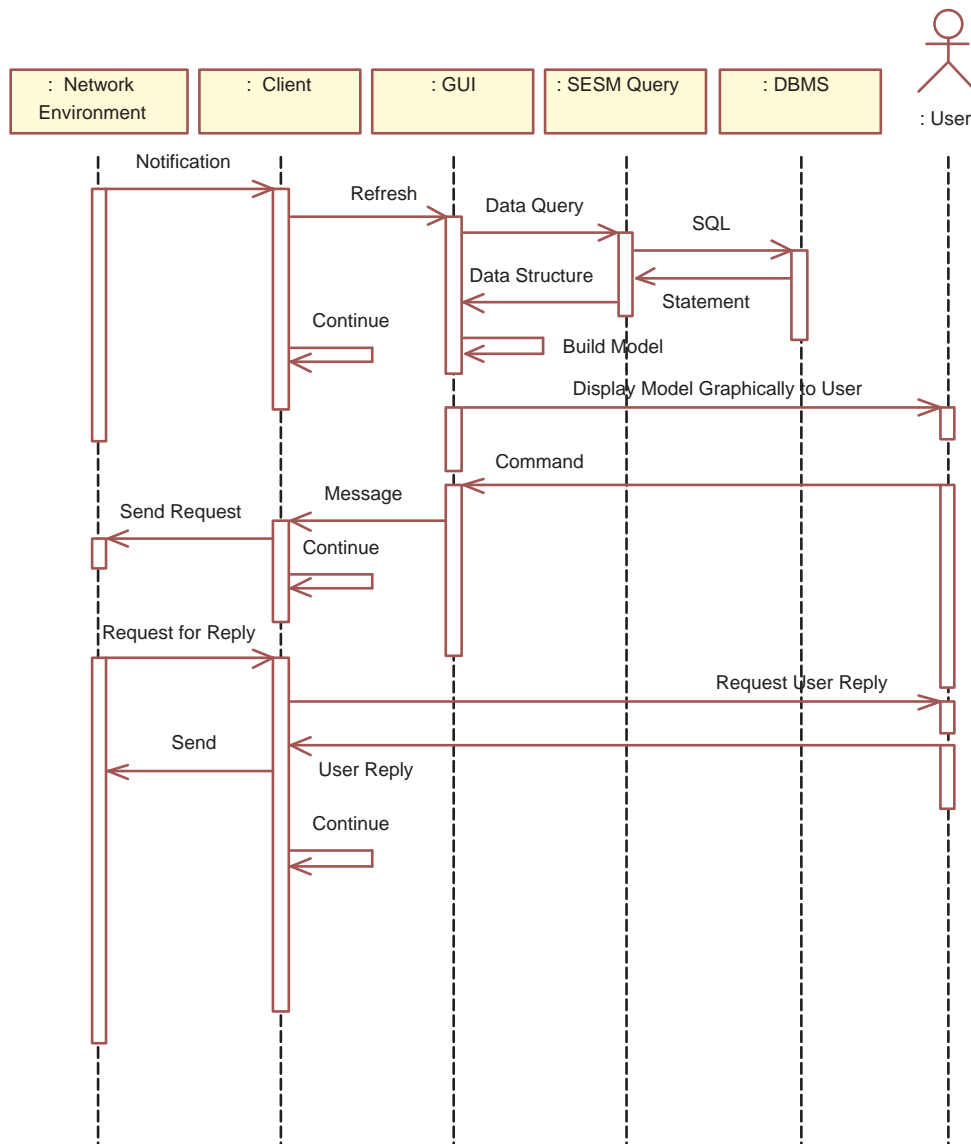 : Network
Environment
: Client
: GUI
: SESM Query
: DBMS
: User
Notification
Refresh
Data Query
SQL
Data Structure
Statement
Continue
Build Model
Display Model Graphically to User
Command
Message
Send Request
Continue
Request for Reply
Request User Reply
Send
User Reply
Continue